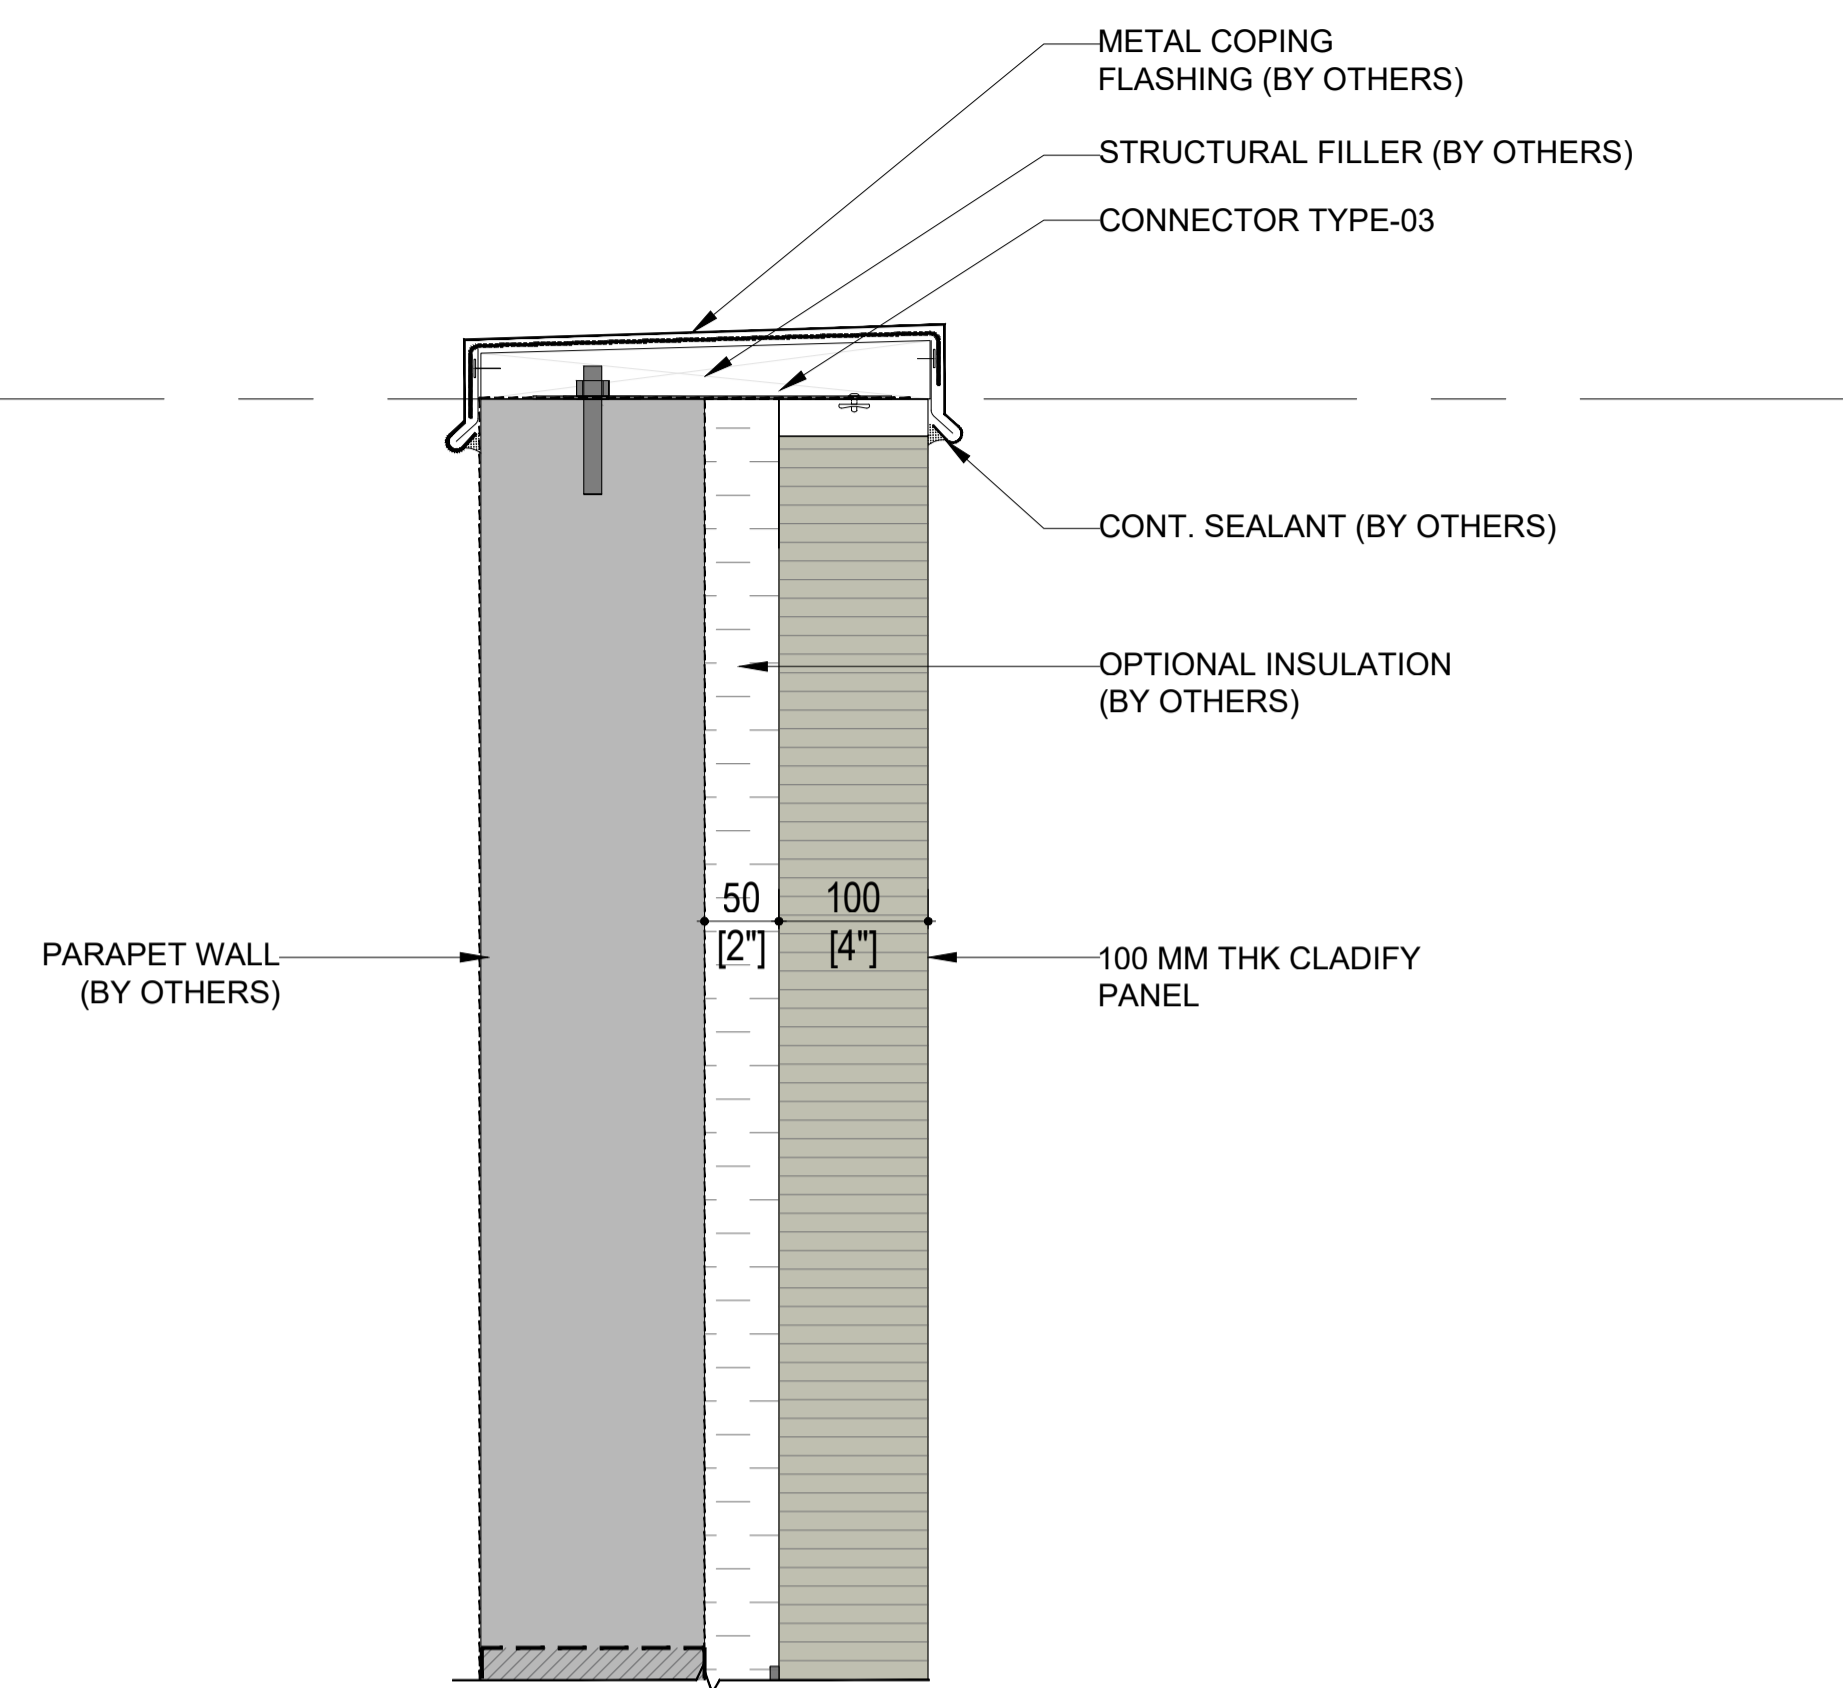 METAL COPING
FLASHING (BY OTHERS)
STRUCTURAL FILLER (BY OTHERS)
CONNECTOR TYPE-03
CONT. SEALANT (BY OTHERS)
OPTIONAL INSULATION
(BY OTHERS)
50
[2"]
100
[4"]
PARAPET WALL
(BY OTHERS)
100 MM THK CLADIFY
PANEL